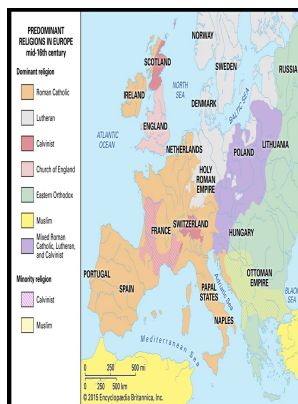 PREDOMINANT
RELIGIONS IN EUROPE
mid-16th century
Dominant religion
Roman Catholic
Lutheran
Calvinist
Church of England
Eastern Orthodox
Muslim
Mixed Roman
Catholic, Lutheran,
and Calvinist
Minority religion
Calvinist
Muslim
NORWAY
SCOTLAND
SWEDEN
RUSSIA
NORTH
SEA
IRELAND
DENMARK
BALTIC SEA
ATLANTIC
OCEAN
ENGLAND
LITHUANIA
NETHERLANDS
POLAND
HOLY
ROMAN
EMPIRE
FRANCE
SWITZERLAND
HUNGARY
PORTUGAL
SPAIN
PAPAL
STATES
Adriatic Sea
OTTOMAN
EMPIRE
BLACK
SEA
NAPLES
Mediterranean Sea
0 250 500 mi
0 250 500 km
© 2015 Encyclopædia Britannica, Inc.